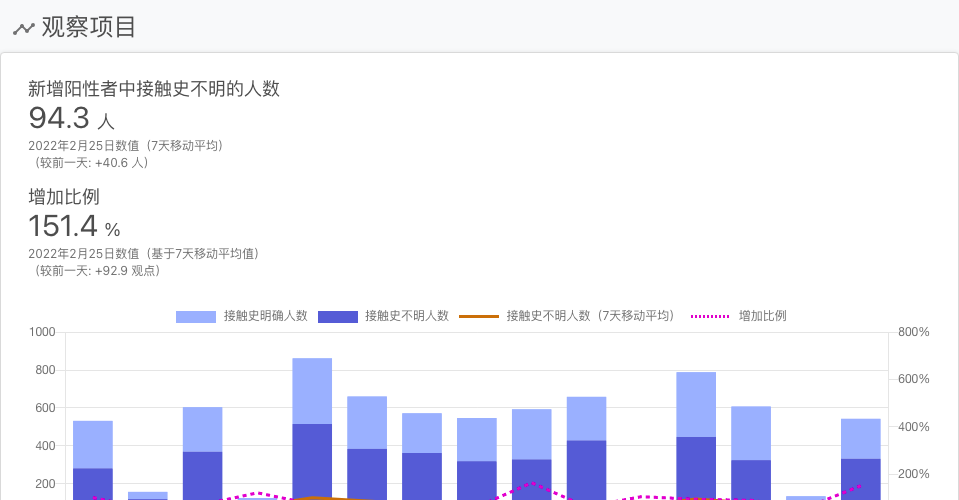 观察项目
新增阳性者中接触史不明的人数
94.3 人
2022年2月25日数值（7天移动平均）
（较前一天: +40.6 人）
增加比例
151.4 %
2022年2月25日数值（基于7天移动平均值）
（较前一天: +92.9 观点）
接触史明确人数 接触史不明人数 接触史不明人数（7天移动平均） 增加比例
1000 800%
800
600%
600
400%
400
200%
200